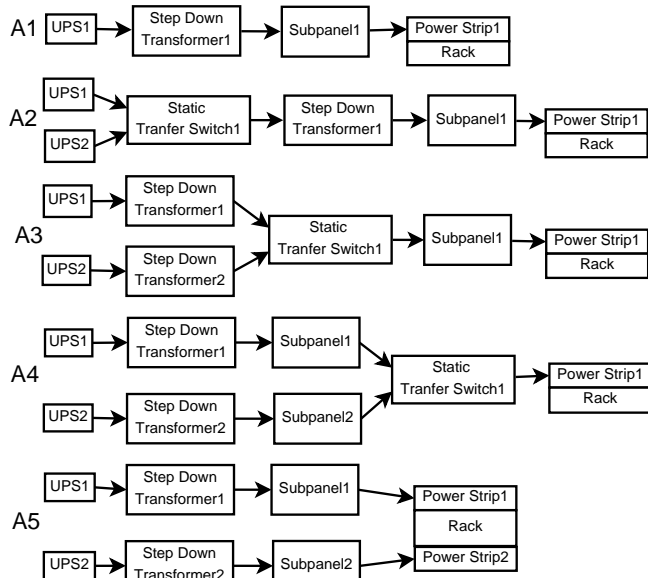 A1
UPS1
Step Down
Transformer1
Subpanel1
Power Strip1
Rack
A2
UPS1
UPS2
Static
Tranfer Switch1
Step Down
Transformer1
Subpanel1
Power Strip1
Rack
A3
UPS1
Step Down
Transformer1
UPS2
Step Down
Transformer2
Static
Tranfer Switch1
Subpanel1
Power Strip1
Rack
A4
UPS1
Step Down
Transformer1
Subpanel1
UPS2
Step Down
Transformer2
Subpanel2
Static
Tranfer Switch1
Power Strip1
Rack
A5
UPS1
Step Down
Transformer1
Subpanel1
Power Strip1
Rack
UPS2
Step Down
Transformer2
Subpanel2
Power Strip2